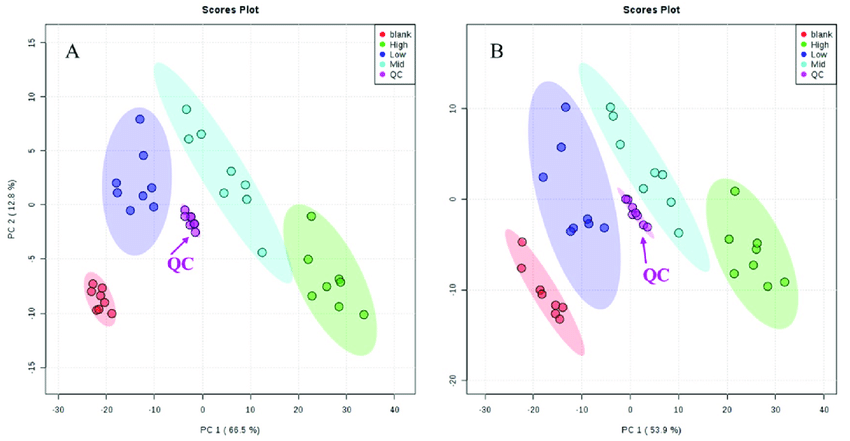 Scores Plot
A
blank
High
Low
Mid
QC
QC
15
10
5
0
-5
-10
-15
PC 2 ( 12.8 %)
-30 -20 -10 0 10 20 30 40
PC 1 ( 66.5 %)
Scores Plot
B
blank
High
Low
Mid
QC
QC
10
0
-10
-20
-30 -20 -10 0 10 20 30 40
PC 1 ( 53.9 %)